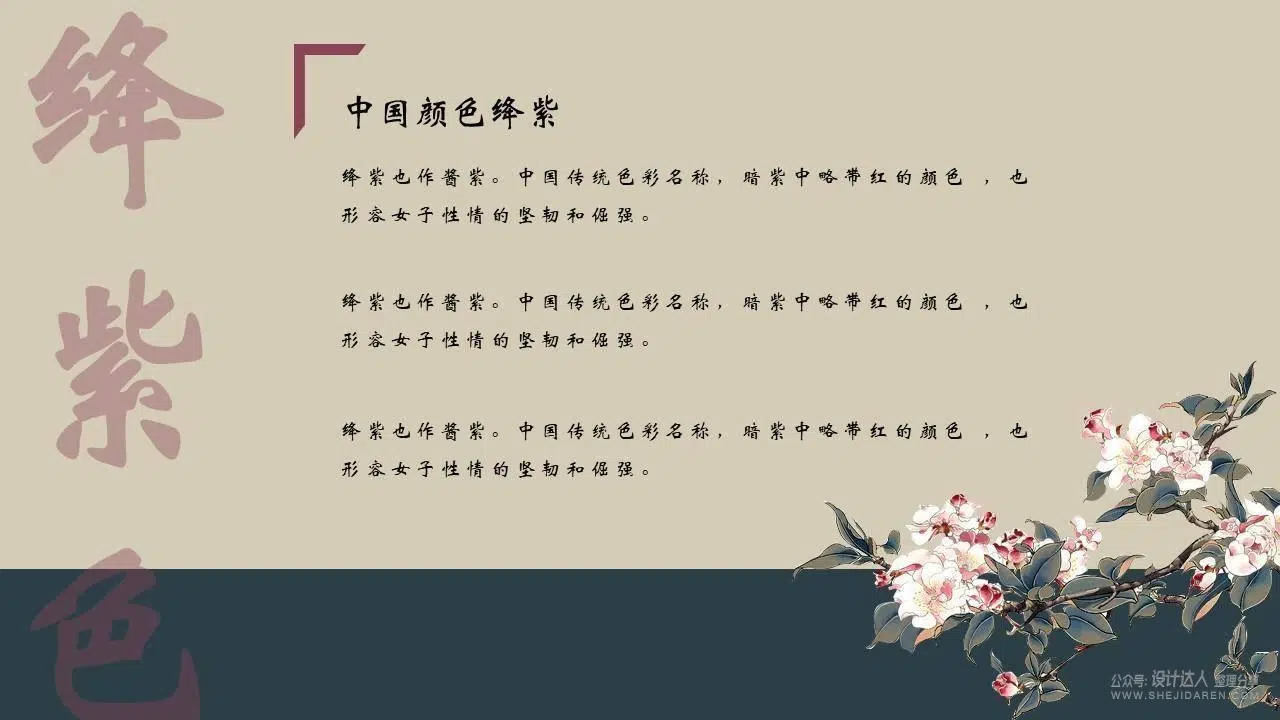 绛
紫
色
中国颜色绛紫
绛紫也作酱紫。中国传统色彩名称，暗紫中略带红的颜色 ，也
形容女子性情的坚韧和倔强。
绛紫也作酱紫。中国传统色彩名称，暗紫中略带红的颜色 ，也
形容女子性情的坚韧和倔强。
绛紫也作酱紫。中国传统色彩名称，暗紫中略带红的颜色 ，也
形容女子性情的坚韧和倔强。
公众号: 设计达人 整理分享
WWW.SHEJIDAREN.COM